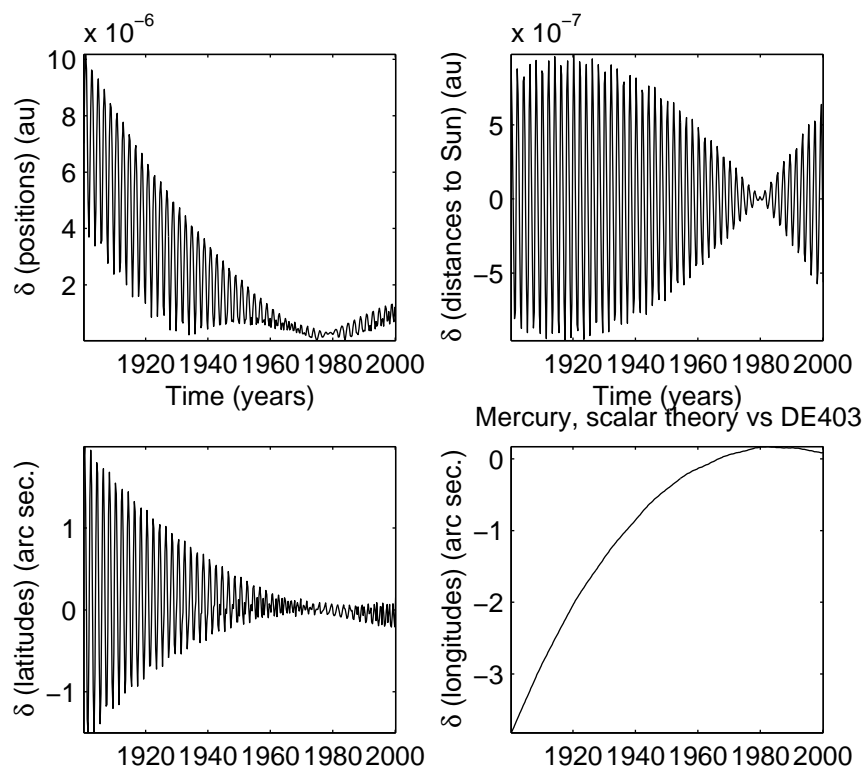 x 10⁻⁶
10
8
6
4
2
δ (positions) (au)
1920 1940 1960 1980 2000
Time (years)
x 10⁻⁷
5
0
−5
δ (distances to Sun) (au)
1920 1940 1960 1980 2000
Time (years)
1
0
−1
δ (latitudes) (arc sec.)
1920 1940 1960 1980 2000
Mercury, scalar theory vs DE403
0
−1
−2
−3
δ (longitudes) (arc sec.)
1920 1940 1960 1980 2000